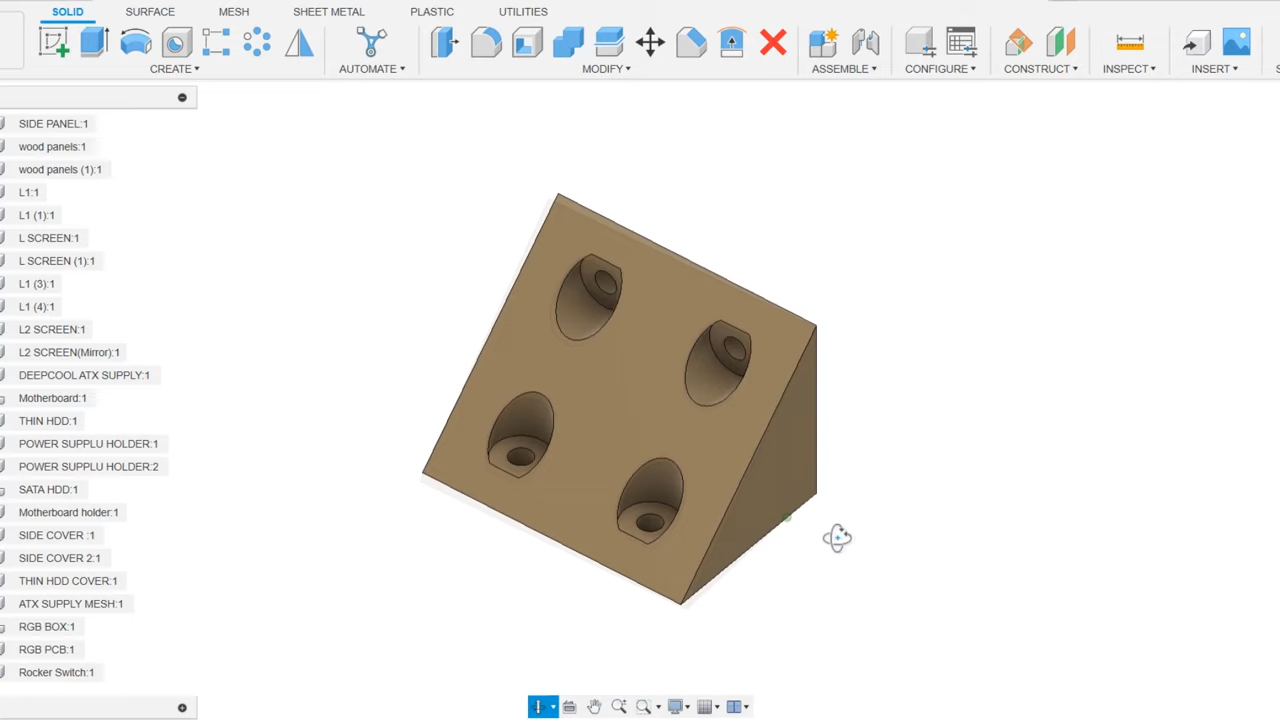 SOLID SURFACE MESH SHEET METAL PLASTIC UTILITIES
CREATE AUTOMATE MODIFY ASSEMBLE CONFIGURE CONSTRUCT INSPECT INSERT
SIDE PANEL:1
wood panels:1
wood panels (1):1
L1:1
L1 (1):1
L SCREEN:1
L SCREEN (1):1
L1 (3):1
L1 (4):1
L2 SCREEN:1
L2 SCREEN(Mirror):1
DEEPCOOL ATX SUPPLY:1
Motherboard:1
THIN HDD:1
POWER SUPPLU HOLDER:1
POWER SUPPLU HOLDER:2
SATA HDD:1
Motherboard holder:1
SIDE COVER :1
SIDE COVER 2:1
THIN HDD COVER:1
ATX SUPPLY MESH:1
RGB BOX:1
RGB PCB:1
Rocker Switch:1